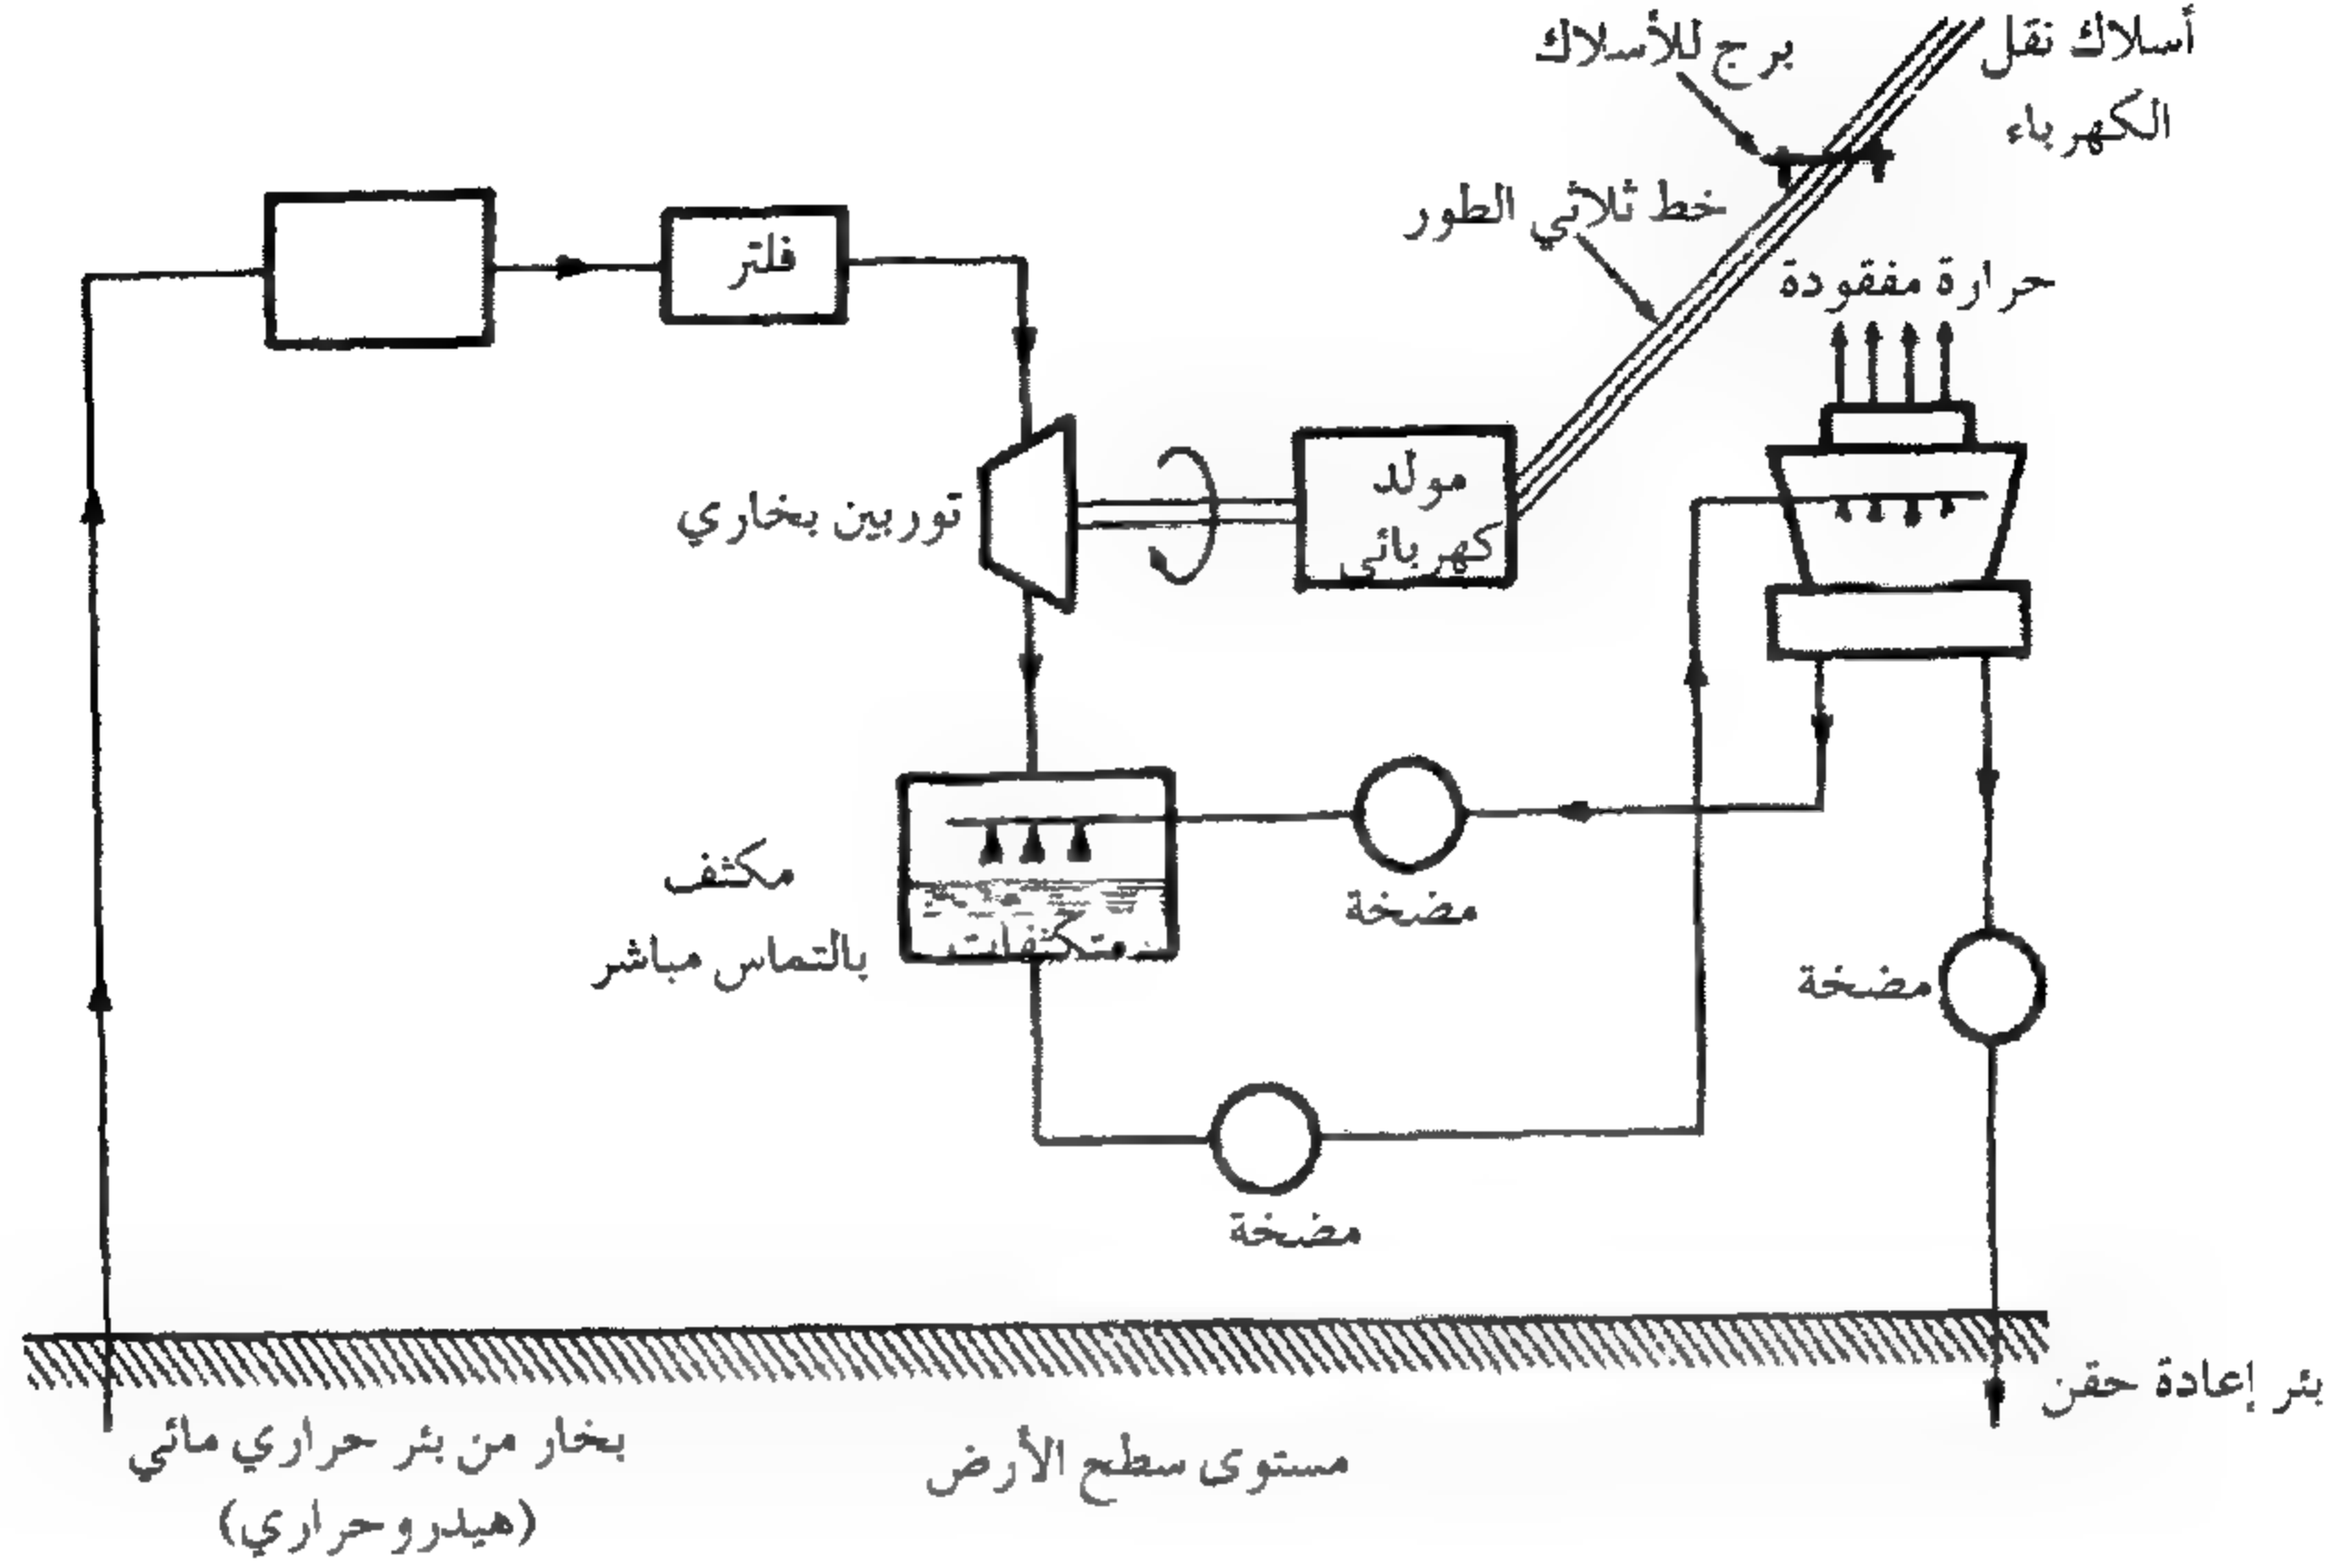 أسلاك نقل
الكهرباء
برج للأسلاك
خط ثلاثي الطور
حرارة مفقودة
فلتر
مولد
كهربائي
توربين بخاري
مكثف
بالتماس مباشر
متكثفات
مضخة
مضخة
مضخة
بئر إعادة حقن
بخار من بئر حراري مائي
(هيدروحراري)
مستوى سطح الأرض